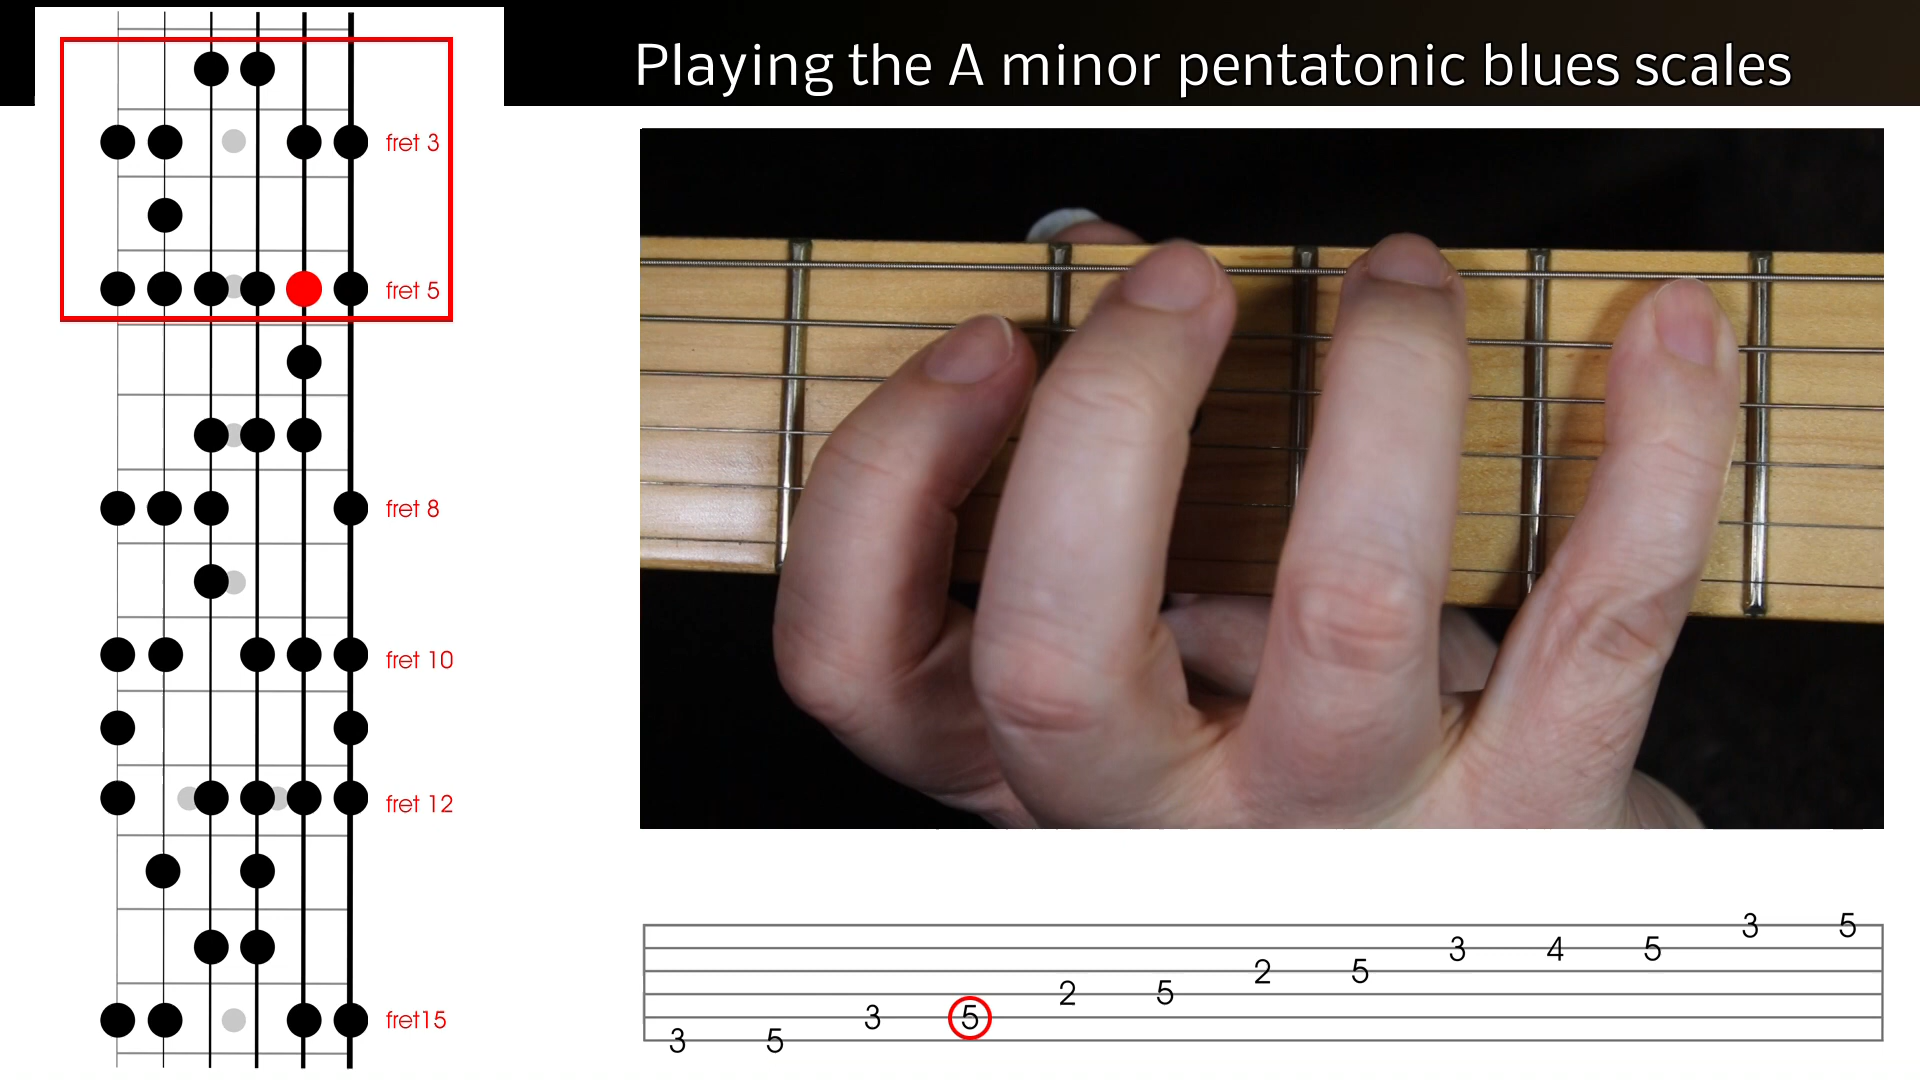 Playing the A minor pentatonic blues scales
fret 3
fret 5
fret 8
fret 10
fret 12
fret15
3 5
3 4 5
2 5
2 5
3 5
3 5